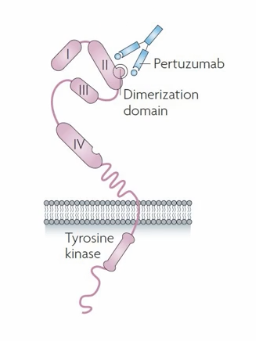 I
II
Pertuzumab
III
Dimerization
domain
IV
Tyrosine
kinase